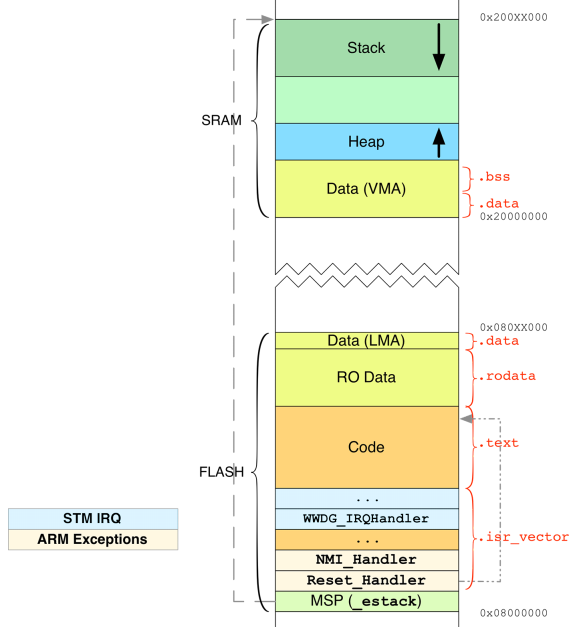 0x200XX000
Stack
SRAM
Heap
Data (VMA)
.bss
.data
0x20000000
0x080XX000
Data (LMA)
.data
RO Data
.rodata
Code
.text
FLASH
...
STM IRQ
WWDG_IRQHandler
ARM Exceptions
...
.isr_vector
NMI_Handler
Reset_Handler
MSP (_estack)
0x08000000